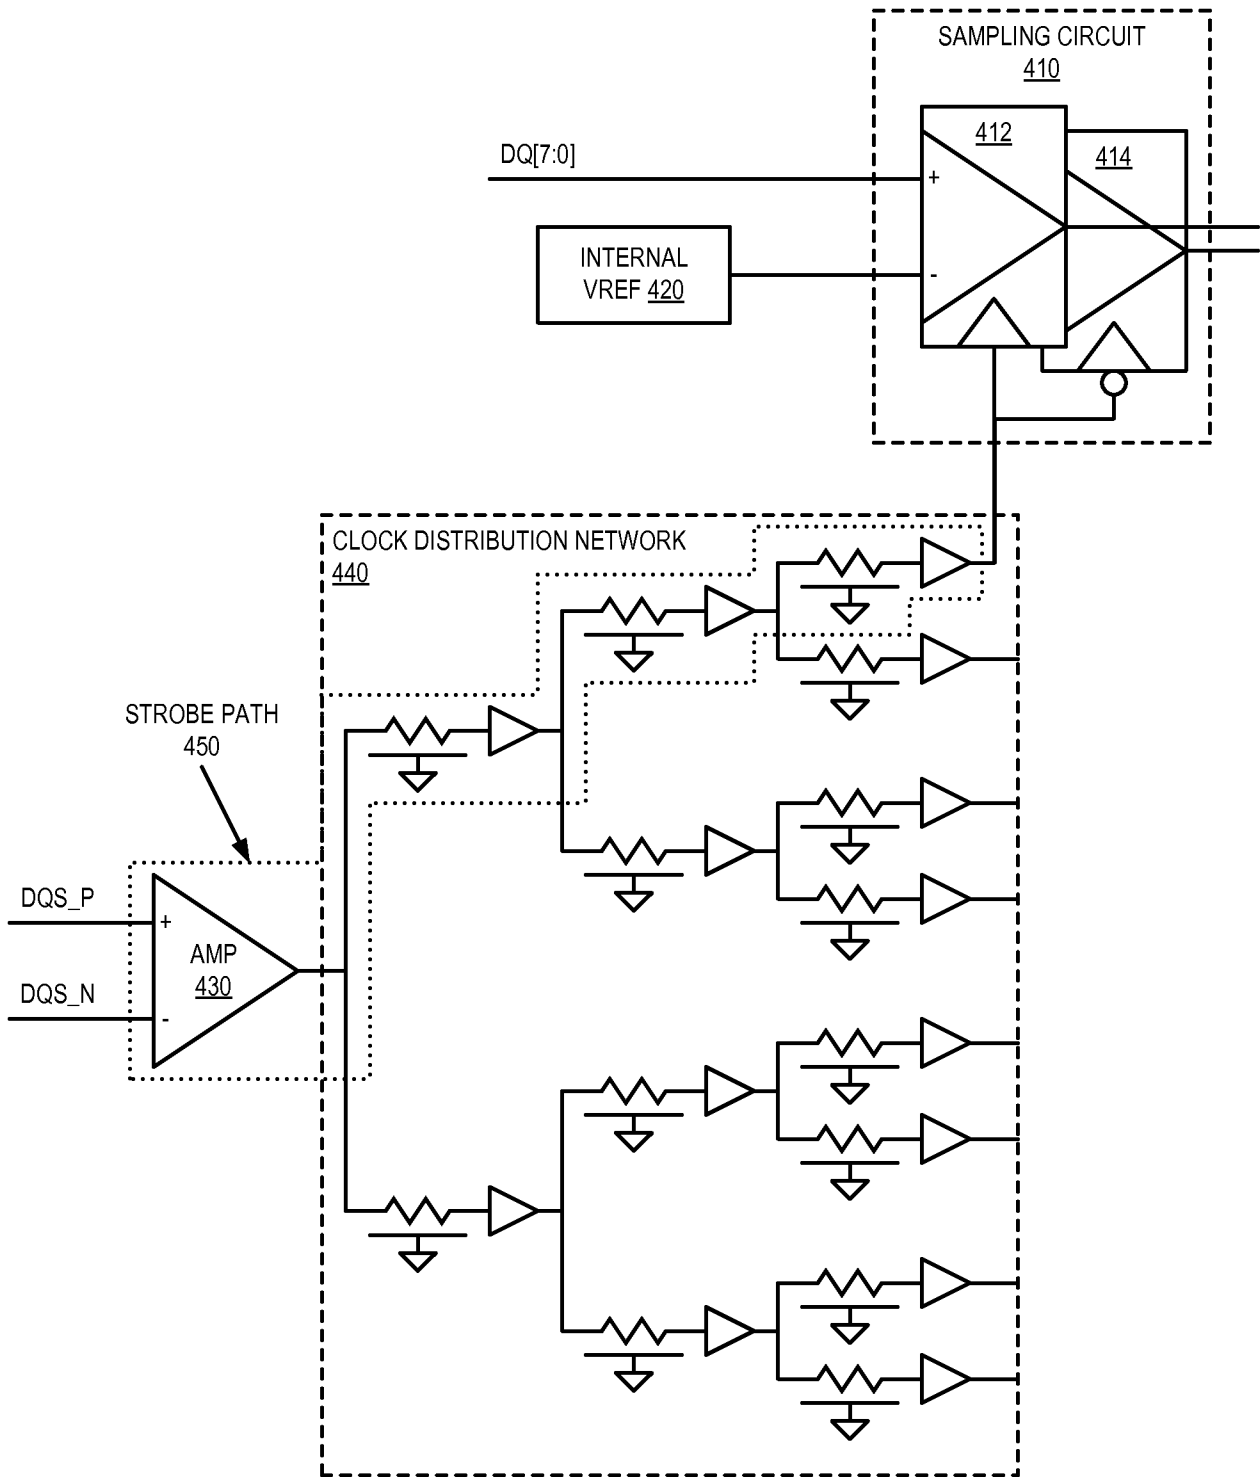 SAMPLING CIRCUIT
410
412
414
DQ[7:0]
+
-
INTERNAL
VREF 420
CLOCK DISTRIBUTION NETWORK
440
STROBE PATH
450
DQS_P
+
AMP
430
DQS_N
-